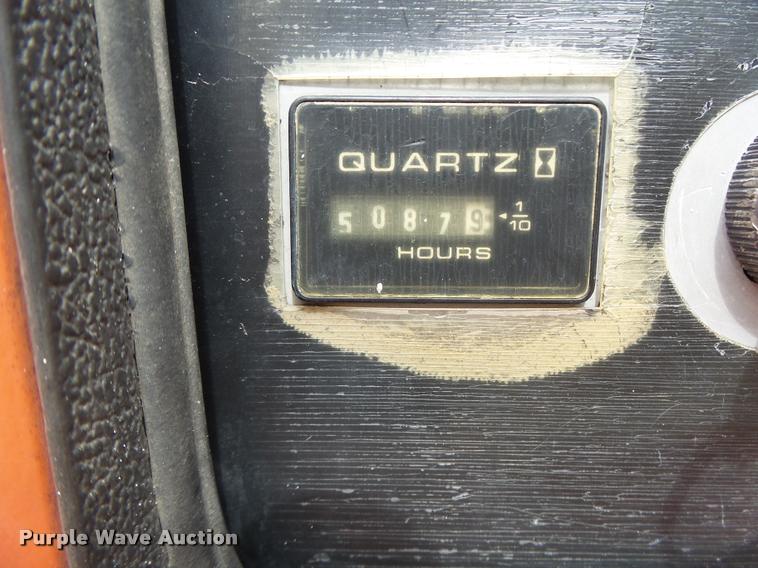 QUARTZ
50879 ◄ 1/10
HOURS
Purple Wave Auction